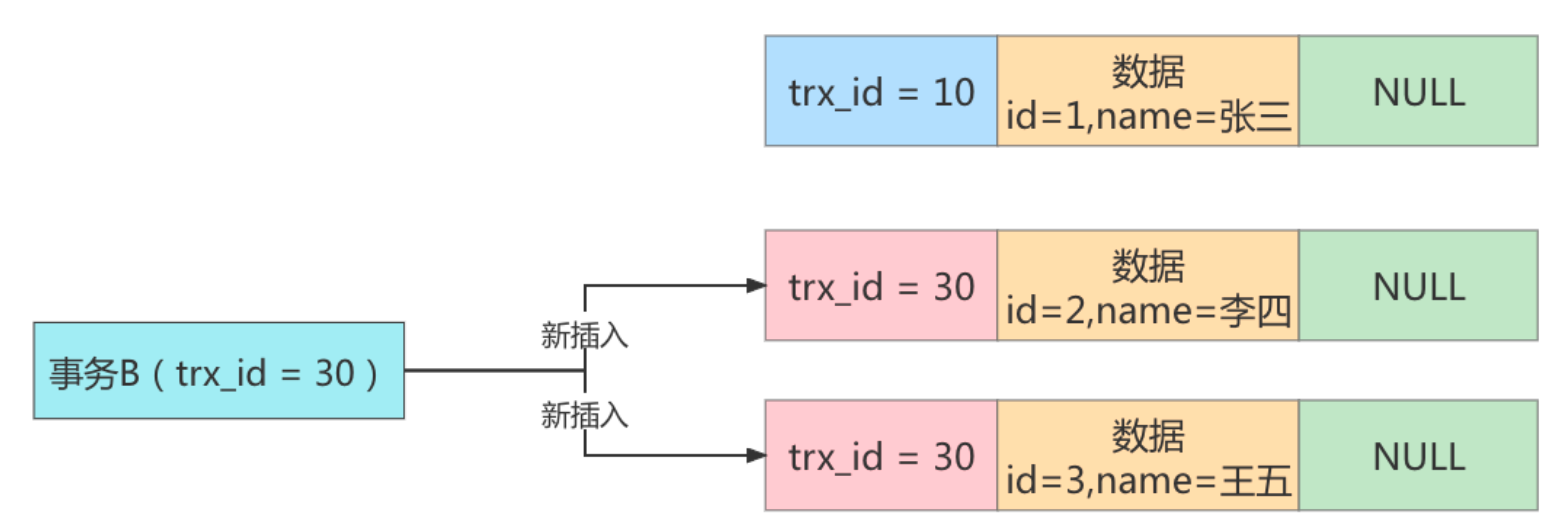 trx_id = 10
数据
id=1,name=张三
NULL
trx_id = 30
数据
id=2,name=李四
NULL
新插入
事务B（trx_id = 30）
新插入
trx_id = 30
数据
id=3,name=王五
NULL